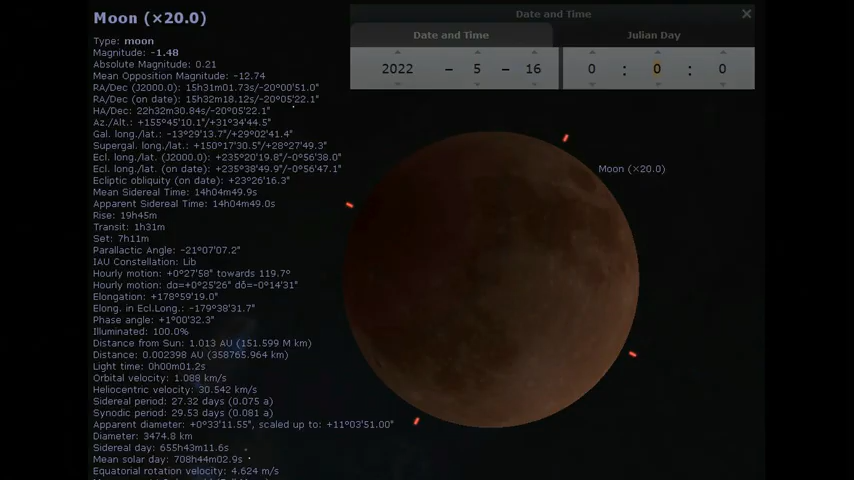 Moon (×20.0)
Type: moon
Magnitude: -1.48
Absolute Magnitude: 0.21
Mean Opposition Magnitude: -12.74
RA/Dec (J2000.0): 15h31m01.73s/-20°00'51.0"
RA/Dec (on date): 15h32m18.12s/-20°05'22.1"
HA/Dec: 22h32m30.84s/-20°05'22.1"
Az./Alt.: +155°45'10.1"/+31°34'44.5"
Gal. long./lat.: -13°29'13.7"/+29°02'41.4"
Supergal. long./lat.: +150°17'30.5"/+28°27'49.3"
Ecl. long./lat. (J2000.0): +235°20'19.8"/-0°56'38.0"
Ecl. long./lat. (on date): +235°38'49.9"/-0°56'47.1"
Ecliptic obliquity (on date): +23°26'16.3"
Mean Sidereal Time: 14h04m49.9s
Apparent Sidereal Time: 14h04m49.0s
Rise: 19h45m
Transit: 1h31m
Set: 7h11m
Parallactic Angle: -21°07'07.2"
IAU Constellation: Lib
Hourly motion: +0°27'58" towards 119.7°
Hourly motion: dα=+0°25'26" dδ=-0°14'31"
Elongation: +178°59'19.0"
Elong. in Ecl.Long.: -179°38'31.7"
Phase angle: +1°00'32.3"
Illuminated: 100.0%
Distance from Sun: 1.013 AU (151.599 M km)
Distance: 0.002398 AU (358765.964 km)
Light time: 0h00m01.2s
Orbital velocity: 1.088 km/s
Heliocentric velocity: 30.542 km/s
Sidereal period: 27.32 days (0.075 a)
Synodic period: 29.53 days (0.081 a)
Apparent diameter: +0°33'11.55", scaled up to: +11°03'51.00"
Diameter: 3474.8 km
Sidereal day: 655h43m11.6s
Mean solar day: 708h44m02.9s
Equatorial rotation velocity: 4.624 m/s
Date and Time
Date and Time Julian Day
2022 - 5 - 16 0 : 0 : 0
Moon (×20.0)